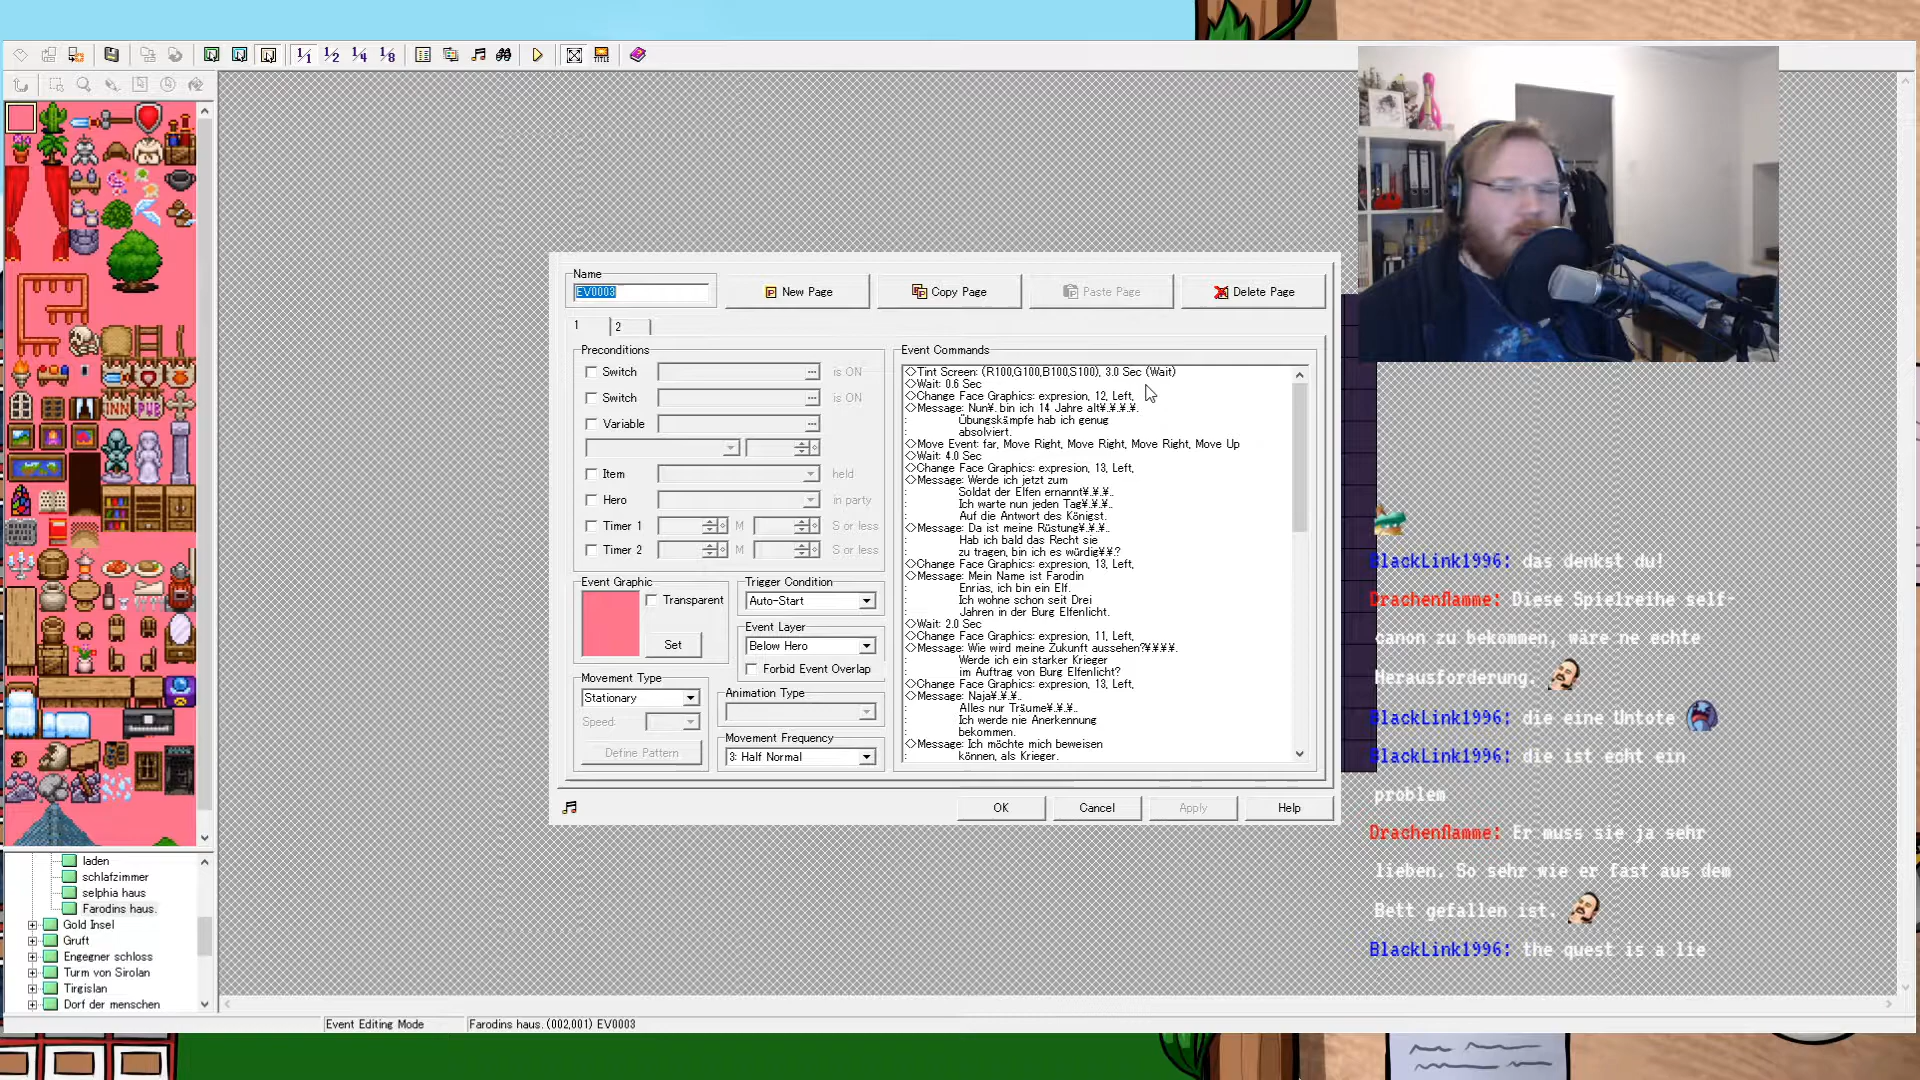 1/1 1/2 1/4 1/8
INN PUB
Name
EV0003
New Page
Copy Page
Paste Page
Delete Page
1 2
Preconditions
Switch ... is ON
Switch ... is ON
Variable ...
Item held
Hero in party
Timer 1 M S or less
Timer 2 M S or less
Event Graphic
Transparent
Set
Trigger Condition
Auto-Start
Event Layer
Below Hero
Forbid Event Overlap
Movement Type
Stationary
Speed:
Define Pattern
Animation Type
Movement Frequency
3: Half Normal
Event Commands
◇Tint Screen: (R100,G100,B100,S100), 3.0 Sec (Wait)
◇Wait: 0.6 Sec
◇Change Face Graphics: expresion, 12, Left,
◇Message: Nun¥. bin ich 14 Jahre alt¥.¥.¥.¥.
: Übungskämpfe hab ich genug
: absolviert.
◇Move Event: far, Move Right, Move Right, Move Right, Move Up
◇Wait: 4.0 Sec
◇Change Face Graphics: expresion, 13, Left,
◇Message: Werde ich jetzt zum
: Soldat der Elfen ernannt¥.¥.¥..
: Ich warte nun jeden Tag¥.¥.¥..
: Auf die Antwort des Königst.
◇Message: Da ist meine Rüstung¥.¥.¥..
: Hab ich bald das Recht sie
: zu tragen, bin ich es würdig¥.¥.?
◇Change Face Graphics: expresion, 13, Left,
◇Message: Mein Name ist Farodin
: Enrias, ich bin ein Elf.
: Ich wohne schon seit Drei
: Jahren in der Burg Elfenlicht.
◇Wait: 2.0 Sec
◇Change Face Graphics: expresion, 11, Left,
◇Message: Wie wird meine Zukunft aussehen?¥.¥.¥.¥.
: Werde ich ein starker Krieger
: im Auftrag von Burg Elfenlicht?
◇Change Face Graphics: expresion, 13, Left,
◇Message: Naja¥.¥.¥..
: Alles nur Träume¥.¥.¥..
: Ich werde nie Anerkennung
: bekommen.
◇Message: Ich möchte mich beweisen
: können, als Krieger.
OK
Cancel
Apply
Help
BlackLink1996: das denkst du!
Drachenflamme: Diese Spielreihe self-
canon zu bekommen, wäre ne echte
Herausforderung.
BlackLink1996: die eine Untote
BlackLink1996: die ist echt ein
problem
Drachenflamme: Er muss sie ja sehr
lieben. So sehr wie er fast aus dem
Bett gefallen ist.
BlackLink1996: the quest is a lie
laden
schlafzimmer
selphia haus
Farodins haus.
Gold Insel
Gruft
Engegner schloss
Turm von Sirolan
Tirgislan
Dorf der menschen
Event Editing Mode
Farodins haus. (002,001) EV0003